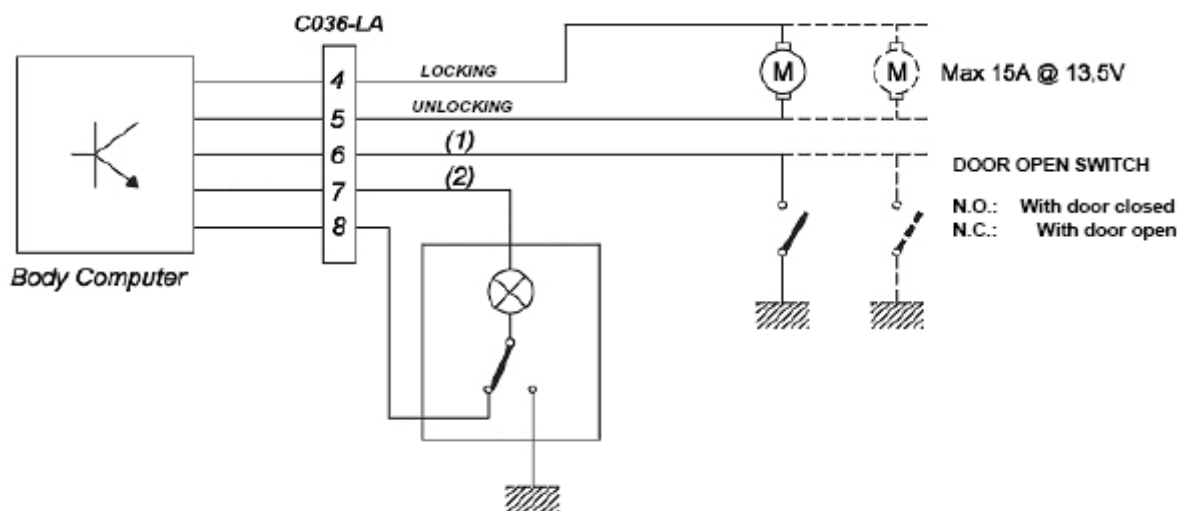 C036-LA
4
LOCKING
M
M
Max 15A @ 13,5V
5
UNLOCKING
6
(1)
7
(2)
8
Body Computer
DOOR OPEN SWITCH
N.O.: With door closed
N.C.: With door open